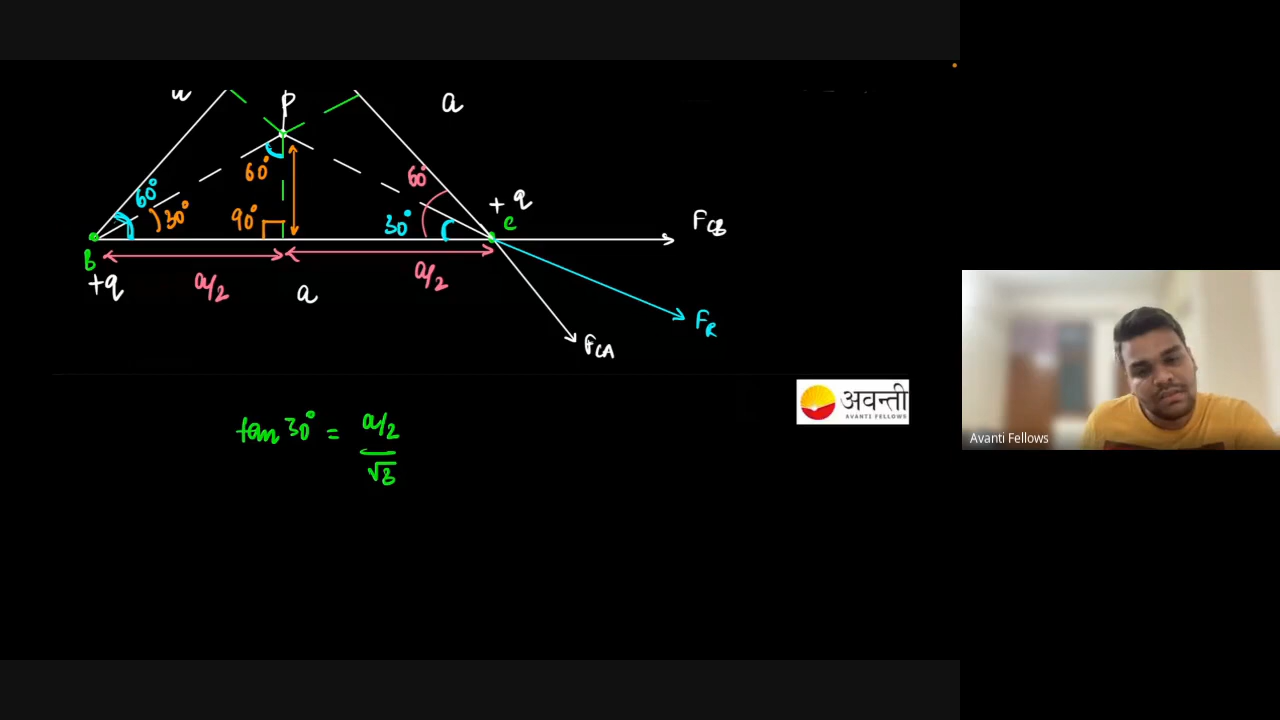 P
a
60°
60°
60°
30°
90°
30°
+q
C
F_CB
B
+q
a/2
a
a/2
F_R
F_CA
अवन्ती
AVANTI FELLOWS
tan 30° = a/2
√3
Avanti Fellows